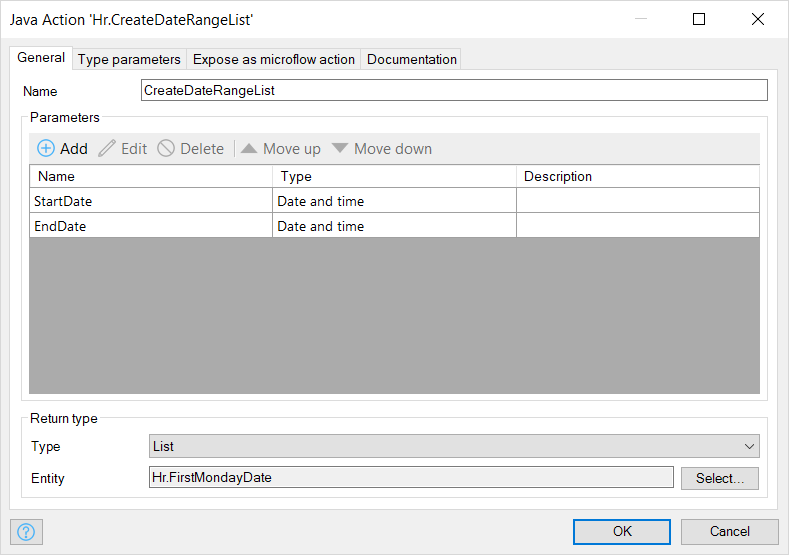 Java Action 'Hr.CreateDateRangeList'
General Type parameters Expose as microflow action Documentation
Name CreateDateRangeList
Parameters
Add Edit Delete Move up Move down
Name Type Description
StartDate Date and time
EndDate Date and time
Return type
Type List
Entity Hr.FirstMondayDate Select...
? OK Cancel